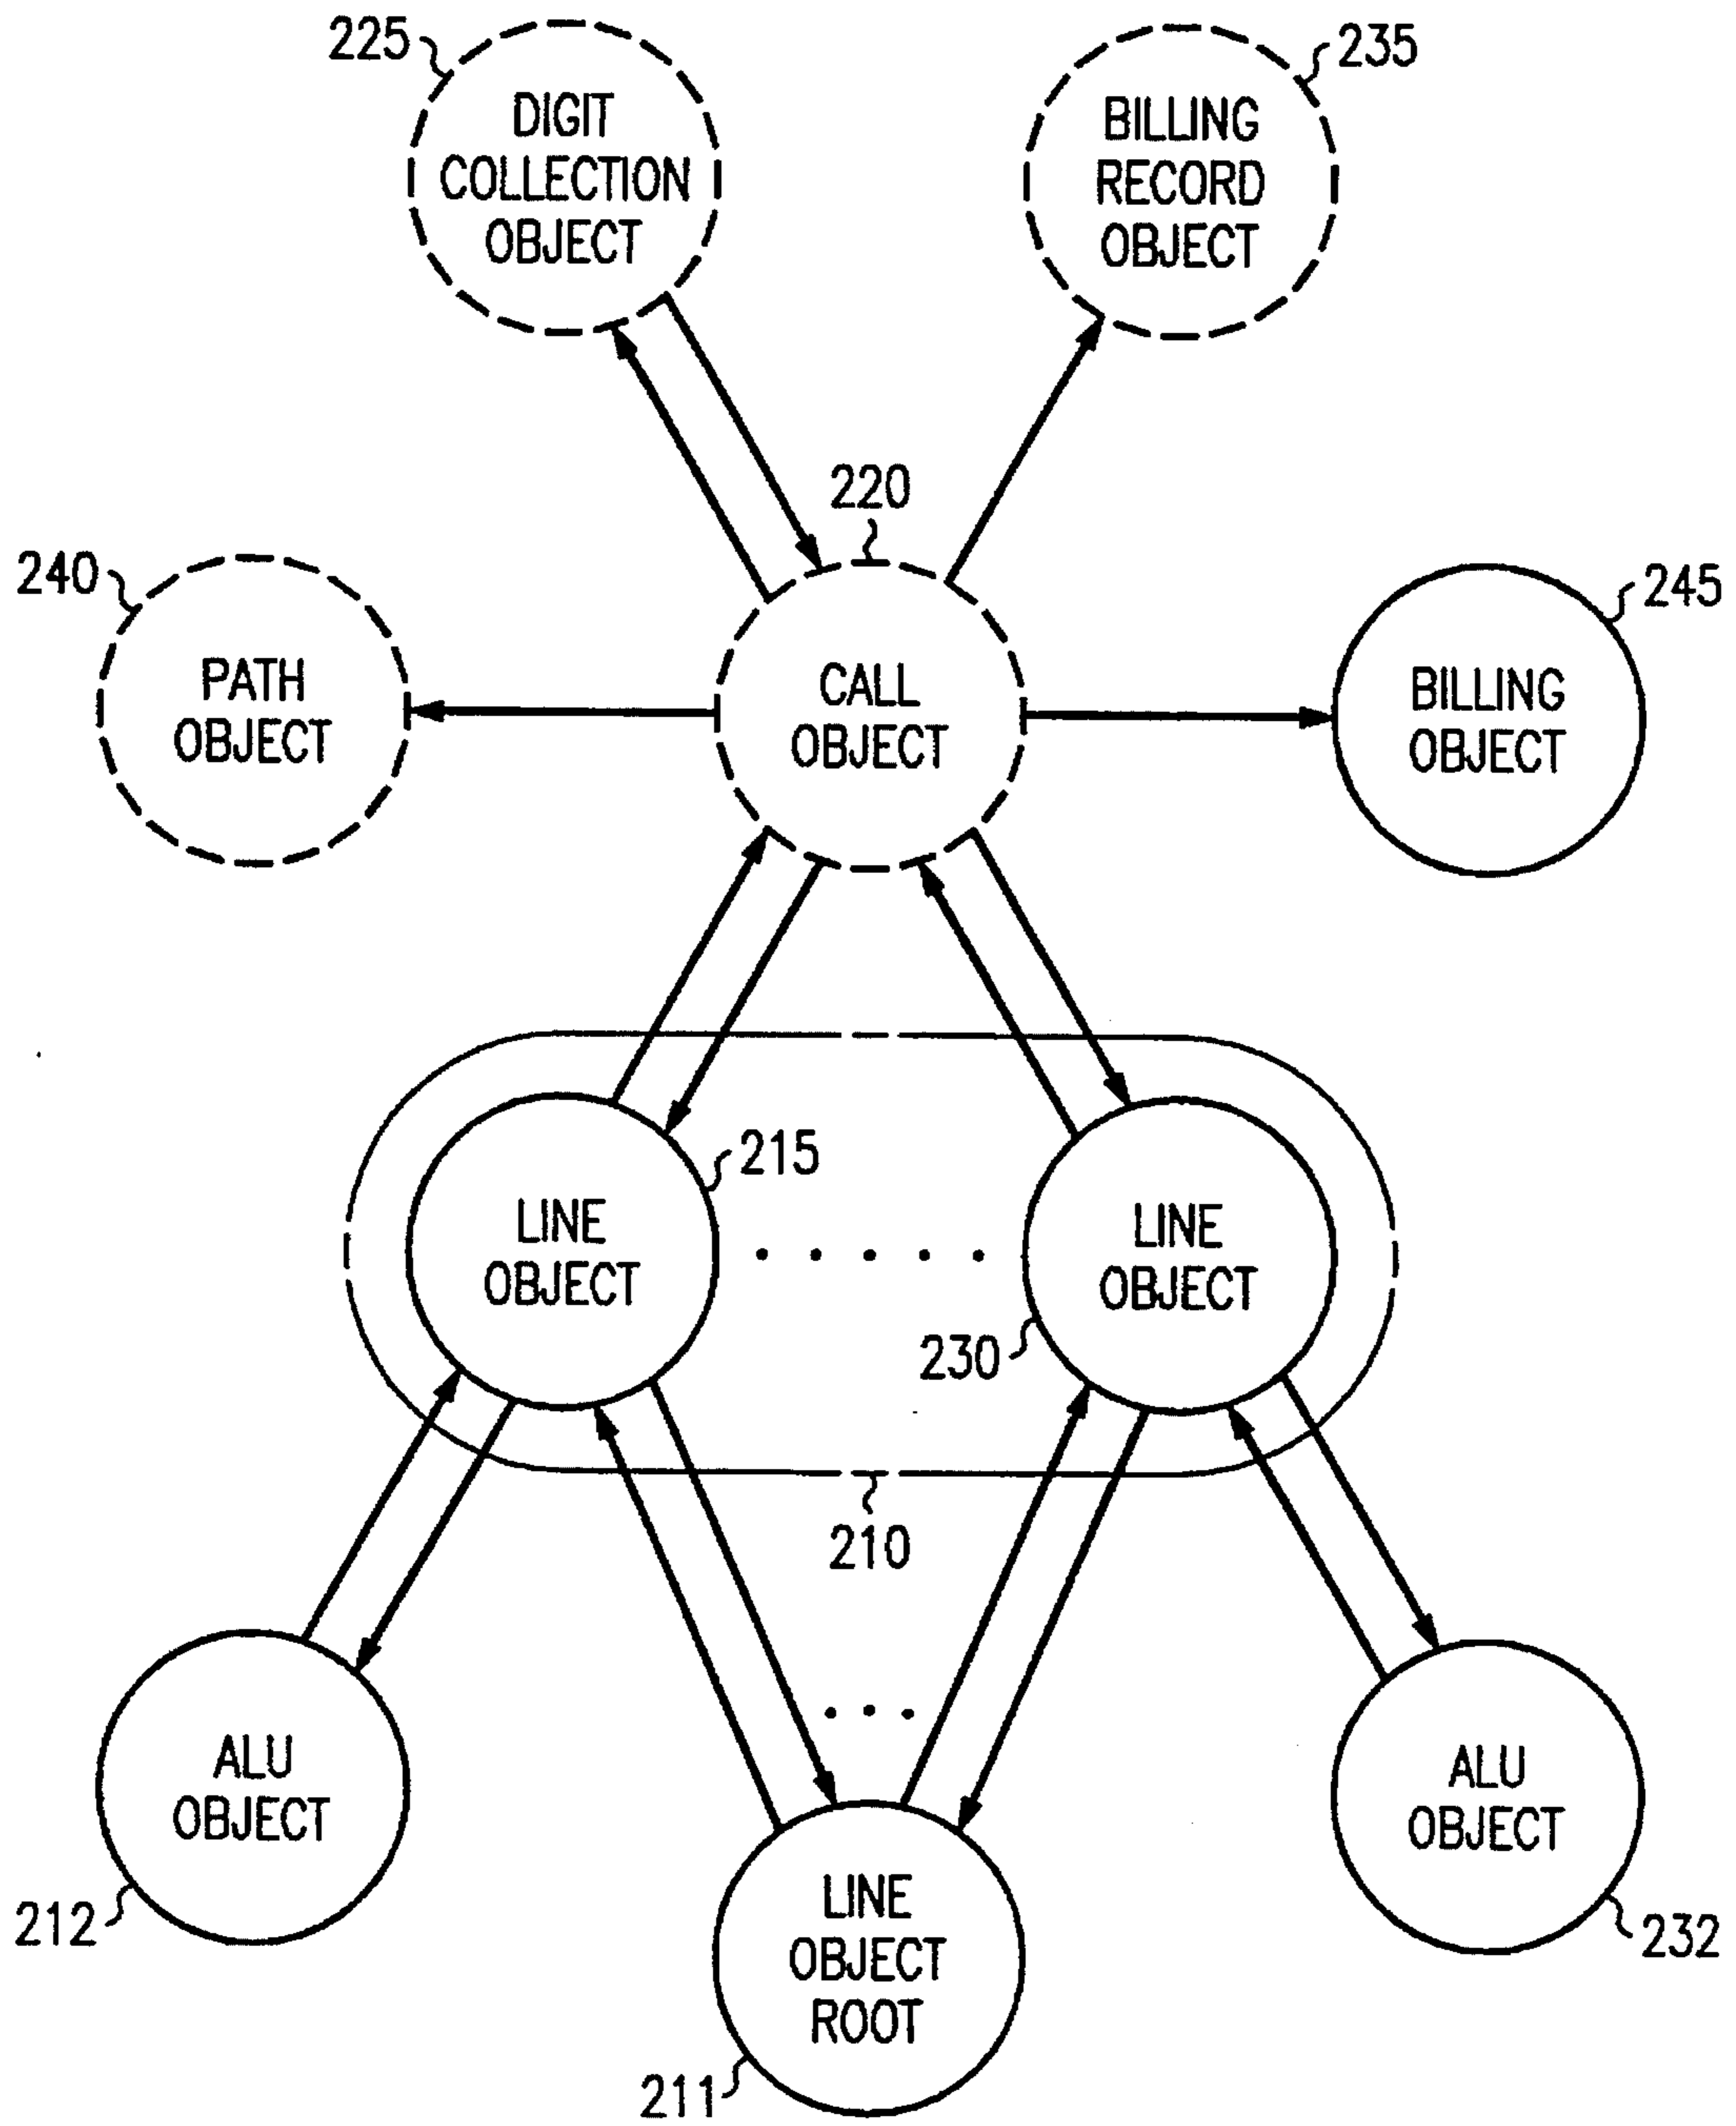 225
DIGIT
COLLECTION
OBJECT
235
BILLING
RECORD
OBJECT
220
240
PATH
OBJECT
CALL
OBJECT
245
BILLING
OBJECT
215
LINE
OBJECT
LINE
OBJECT
230
210
ALU
OBJECT
212
LINE
OBJECT
ROOT
211
ALU
OBJECT
232